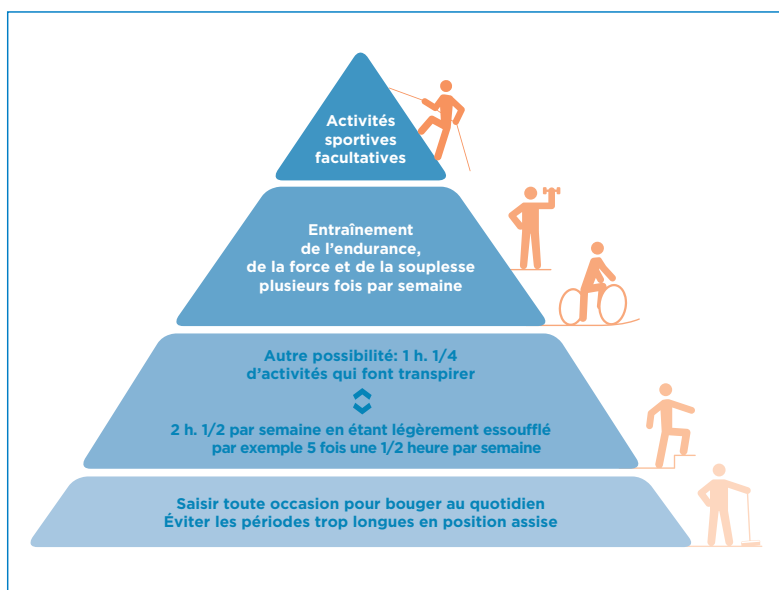 Activités
sportives
facultatives
Entraînement
de l’endurance,
de la force et de la souplesse
plusieurs fois par semaine
Autre possibilité: 1 h. 1/4
d’activités qui font transpirer
2 h. 1/2 par semaine en étant légèrement essoufflé
par exemple 5 fois une 1/2 heure par semaine
Saisir toute occasion pour bouger au quotidien
Éviter les périodes trop longues en position assise